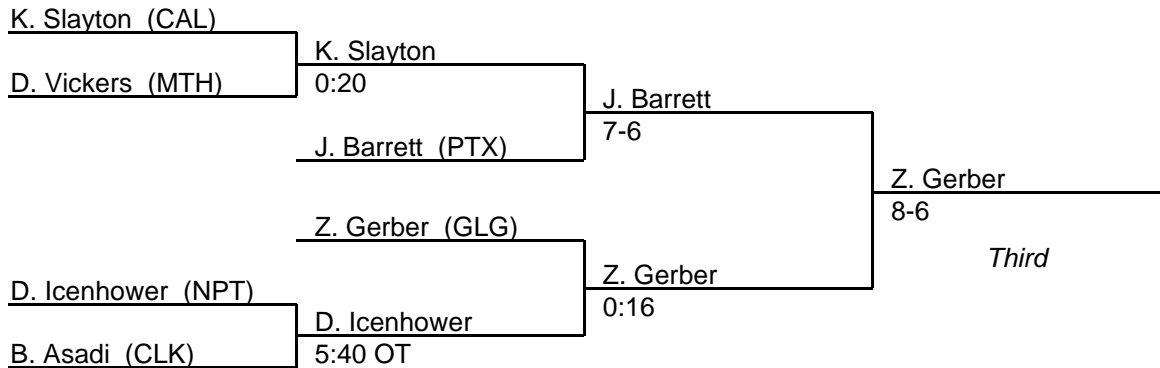 K. Slayton (CAL)
K. Slayton
D. Vickers (MTH)
0:20
J. Barrett
7-6
J. Barrett (PTX)
Z. Gerber
8-6
Z. Gerber (GLG)
Third
Z. Gerber
D. Icenhower (NPT)
0:16
D. Icenhower
B. Asadi (CLK)
5:40 OT